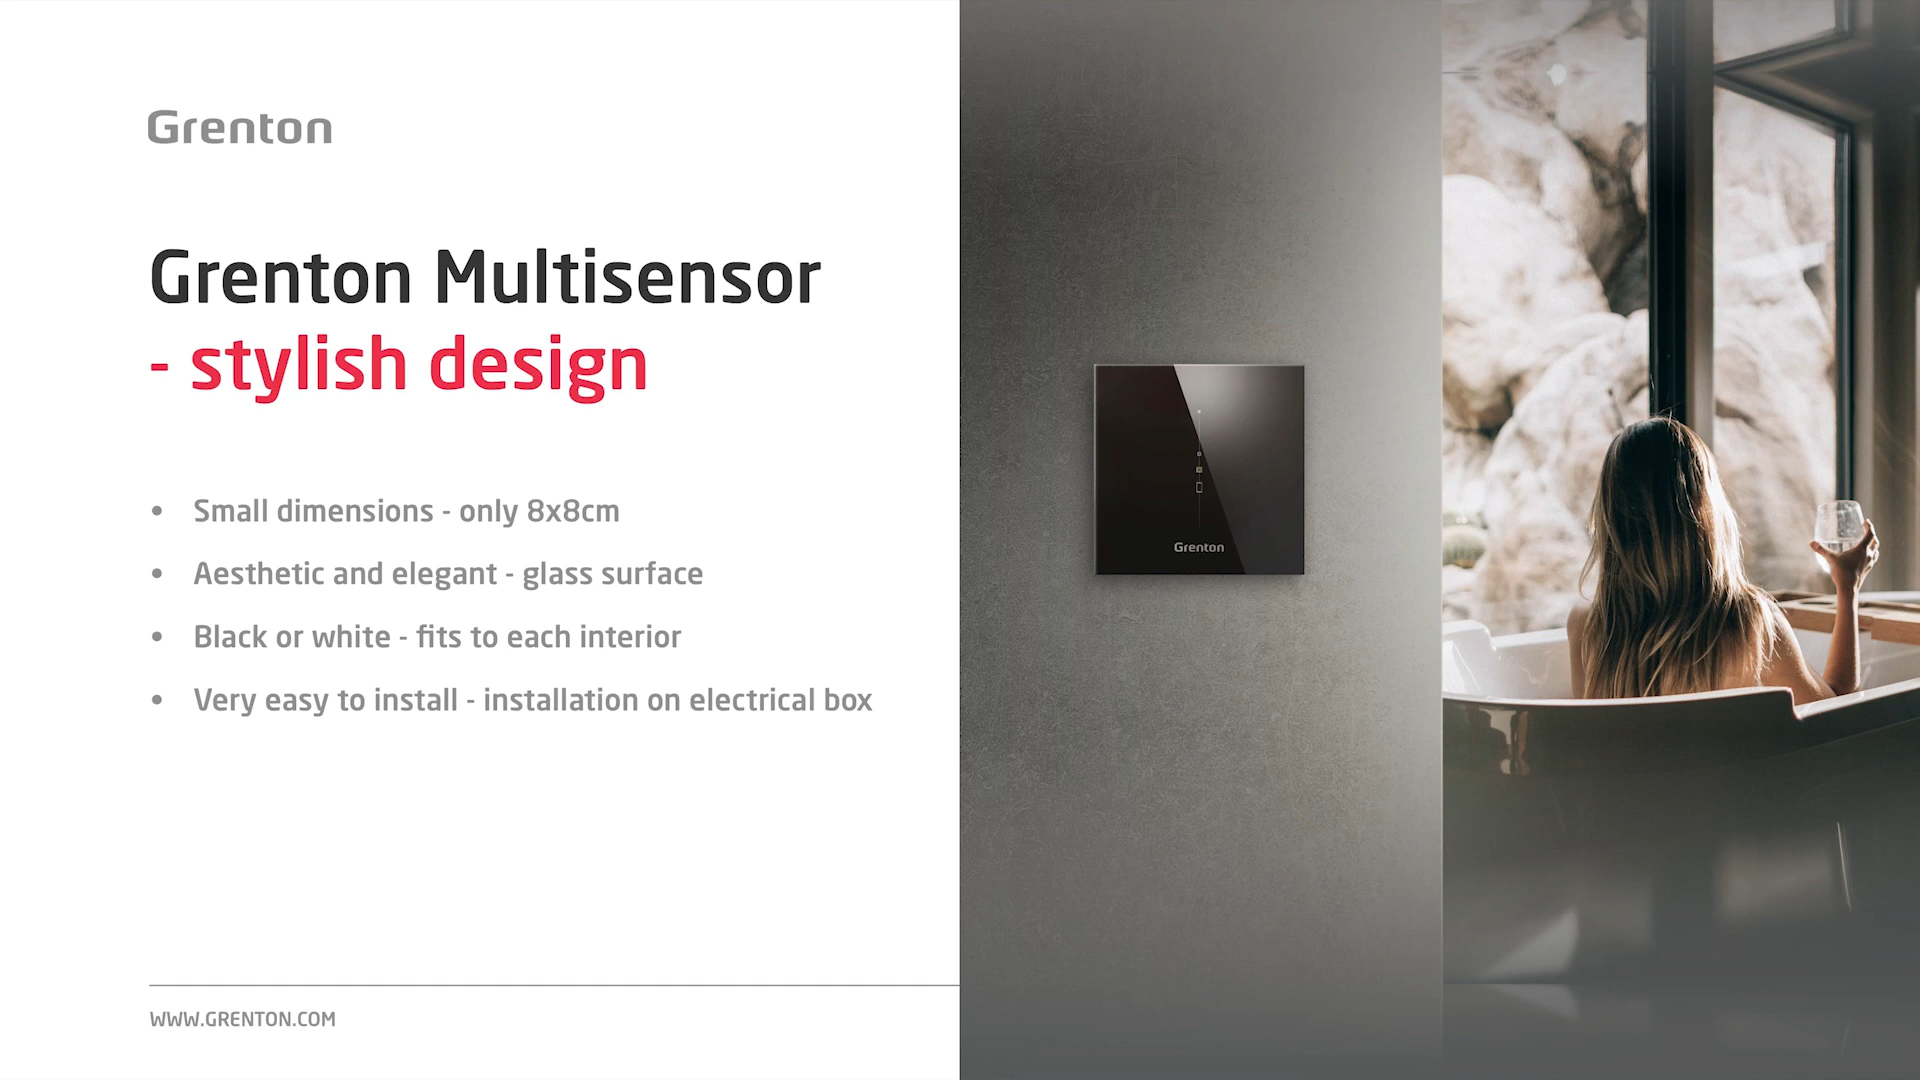 Grenton
Grenton Multisensor
- stylish design
• Small dimensions - only 8x8cm
• Aesthetic and elegant - glass surface
• Black or white - fits to each interior
• Very easy to install - installation on electrical box
WWW.GRENTON.COM
Grenton